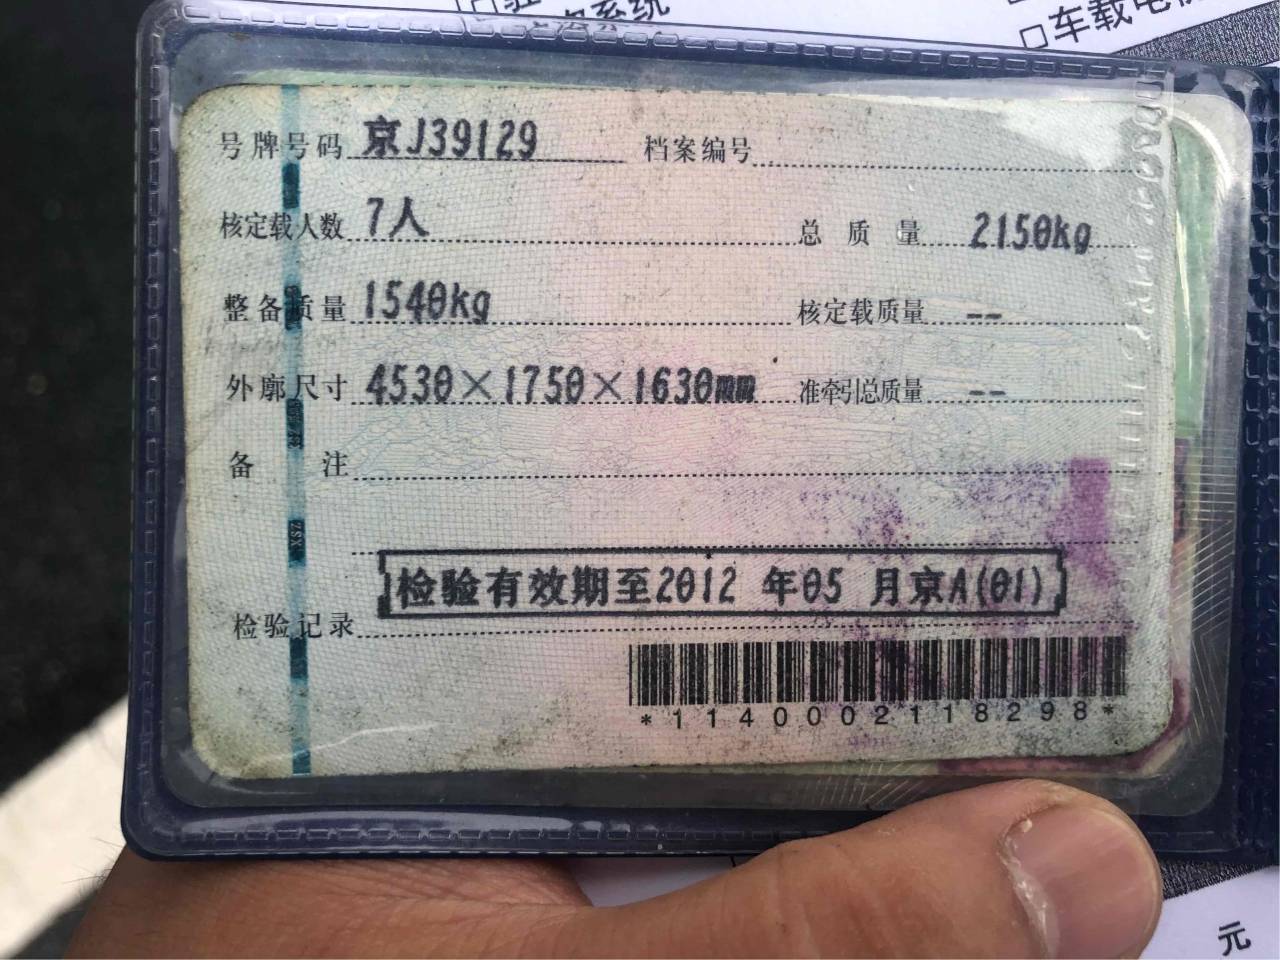 系统
□车载电
号牌号码 京J39129 档案编号
核定载人数 7人 总质量 2150kg
整备质量 1540kg 核定载质量 --
外廓尺寸 4530×1750×1630mm 准牵引总质量 --
备注
ZSX
检验有效期至2012 年05 月京A(01)
检验记录
*1140002118298*
元